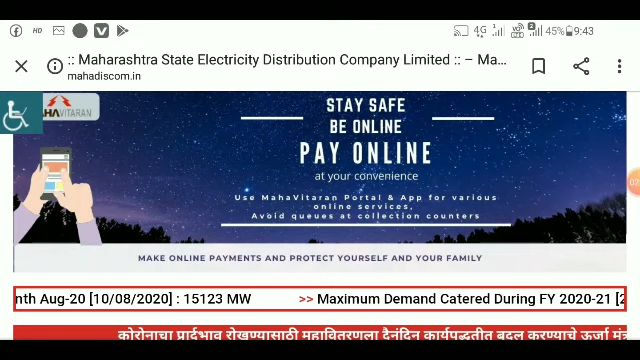 HD 4G 45% 9:43
:: Maharashtra State Electricity Distribution Company Limited :: – Ma...
mahadiscom.in
STAY SAFE
MAHAVITARAN
BE ONLINE
PAY ONLINE
at your convenience
Use MahaVitaran Portal & App for various
online services,
Avoid queues at collection counters
MAKE ONLINE PAYMENTS AND PROTECT YOURSELF AND YOUR FAMILY
nth Aug-20 [10/08/2020] : 15123 MW >> Maximum Demand Catered During FY 2020-21 [2
कोरोनाचा प्रादुर्भाव रोखण्यासाठी महावितरणला दैनंदिन कार्यपद्धतीत बदल करण्याचे ऊर्जा